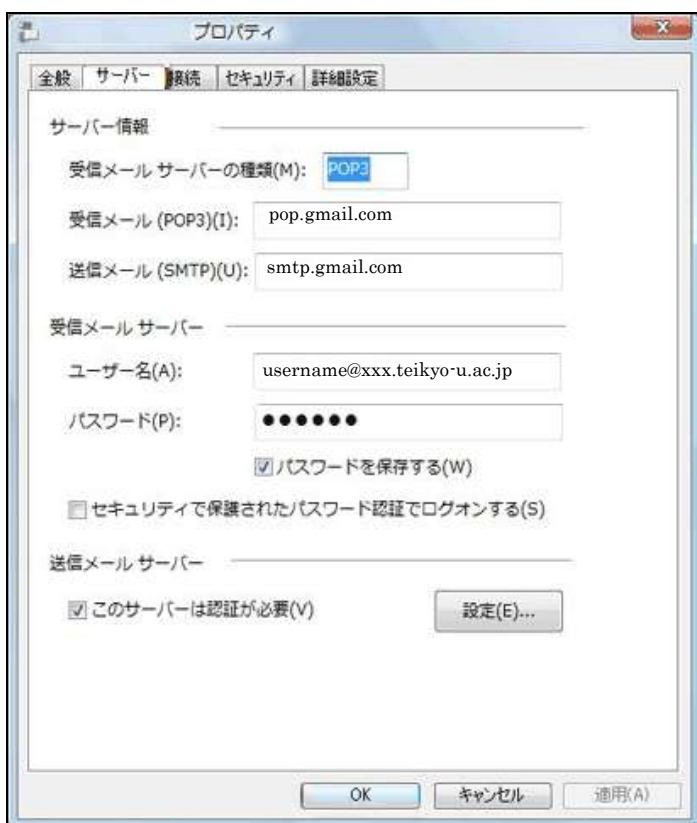 プロパティ
全般 サーバー 接続 セキュリティ 詳細設定
サーバー情報
受信メール サーバーの種類(M): POP3
受信メール (POP3)(I): pop.gmail.com
送信メール (SMTP)(U): smtp.gmail.com
受信メール サーバー
ユーザー名(A): username@xxx.teikyo-u.ac.jp
パスワード(P): ●●●●●●
パスワードを保存する(W)
セキュリティで保護されたパスワード認証でログオンする(S)
送信メール サーバー
このサーバーは認証が必要(V) 設定(E)...
OK キャンセル 適用(A)